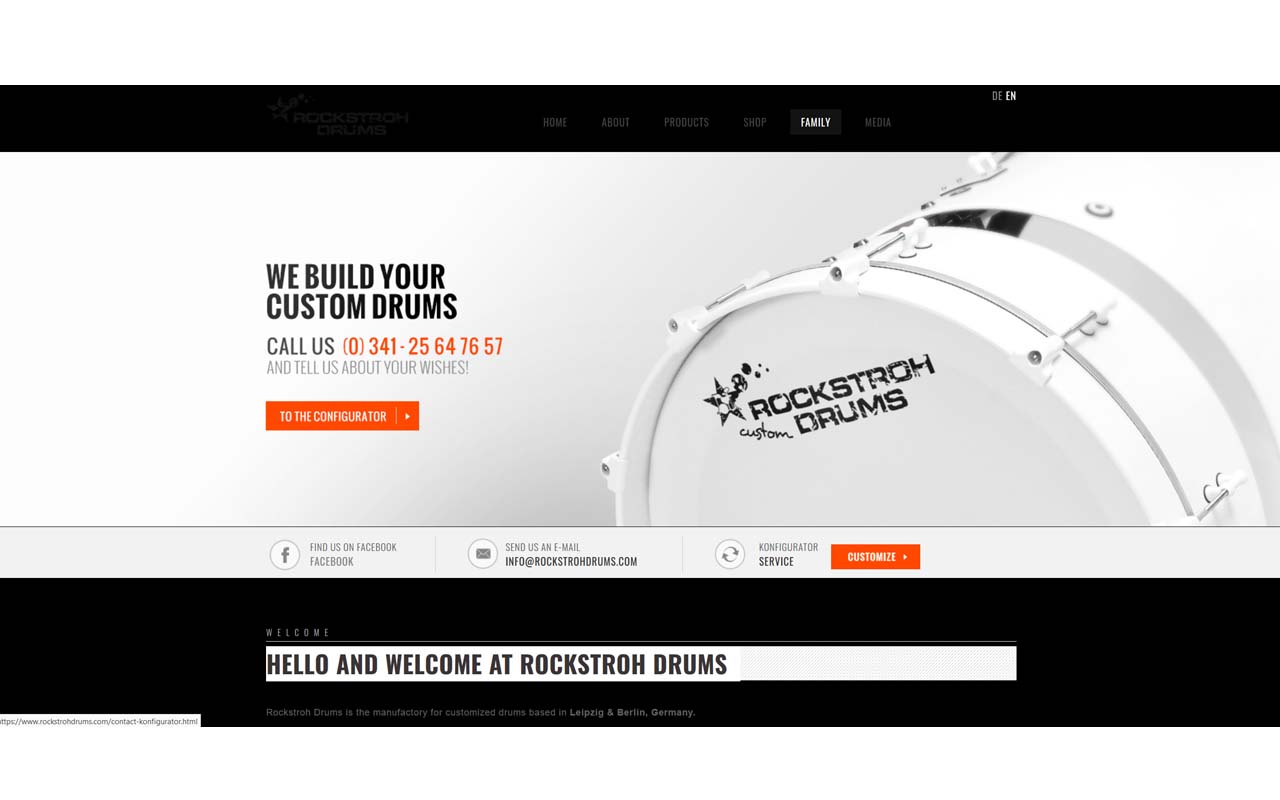 DE EN
ROCKSTROH
DRUMS
HOME ABOUT PRODUCTS SHOP FAMILY MEDIA
WE BUILD YOUR
CUSTOM DRUMS
CALL US (0) 341 - 25 64 76 57
AND TELL US ABOUT YOUR WISHES!
TO THE CONFIGURATOR
ROCKSTROH
custom DRUMS
FIND US ON FACEBOOK
FACEBOOK
SEND US AN E-MAIL
INFO@ROCKSTROHDRUMS.COM
KONFIGURATOR
SERVICE
CUSTOMIZE
WELCOME
HELLO AND WELCOME AT ROCKSTROH DRUMS
Rockstroh Drums is the manufactory for customized drums based in Leipzig & Berlin, Germany.
ttps://www.rockstrohdrums.com/contact-konfigurator.html